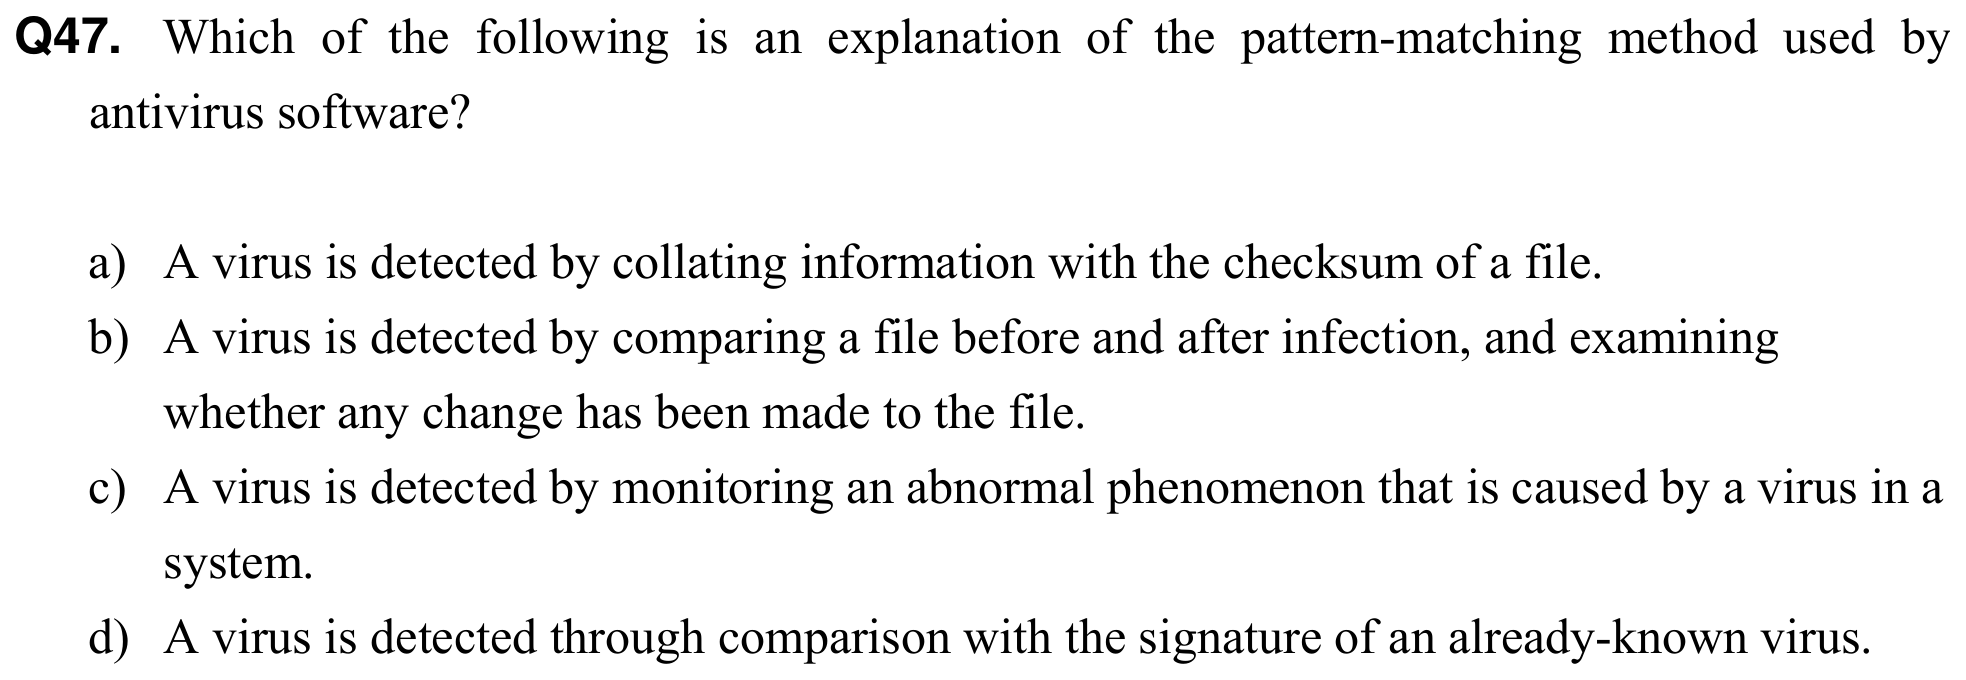 Q47. Which of the following is an explanation of the pattern-matching method used by
antivirus software?
a) A virus is detected by collating information with the checksum of a file.
b) A virus is detected by comparing a file before and after infection, and examining
whether any change has been made to the file.
c) A virus is detected by monitoring an abnormal phenomenon that is caused by a virus in a
system.
d) A virus is detected through comparison with the signature of an already-known virus.